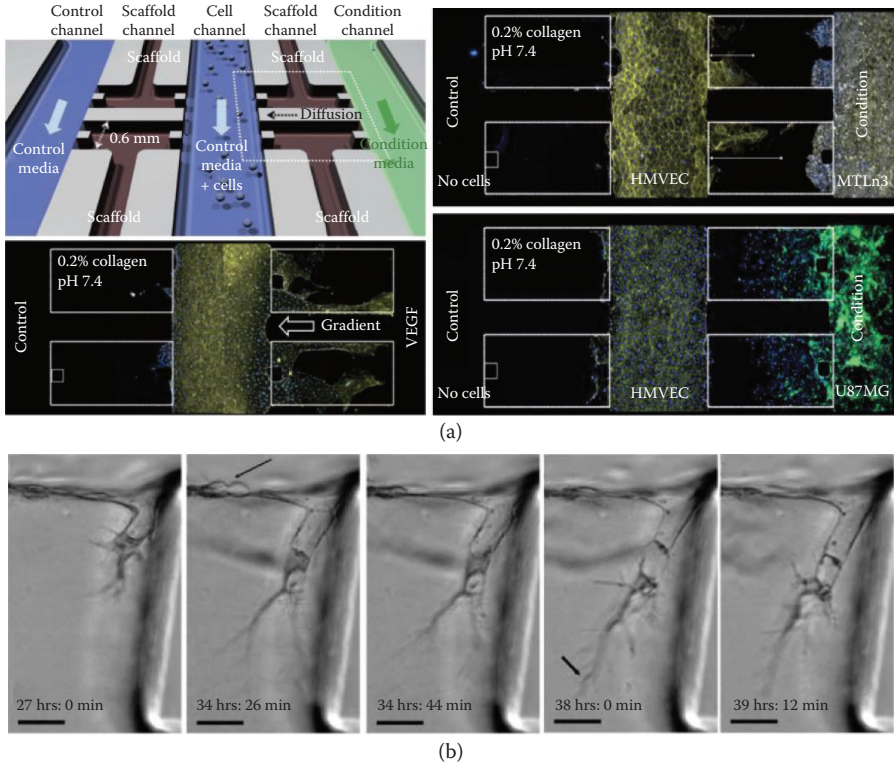 Control channel
Scaffold channel
Cell channel
Scaffold channel
Condition channel
Scaffold
Scaffold
Diffusion
0.6 mm
Control
media
Control
media
+ cells
Condition
media
Scaffold
Scaffold
0.2% collagen
pH 7.4
Control
Gradient
VEGF
0.2% collagen
pH 7.4
Control
Condition
No cells
HMVEC
MTLn3
0.2% collagen
pH 7.4
Control
Condition
No cells
HMVEC
U87MG
(a)
27 hrs: 0 min
34 hrs: 26 min
34 hrs: 44 min
38 hrs: 0 min
39 hrs: 12 min
(b)